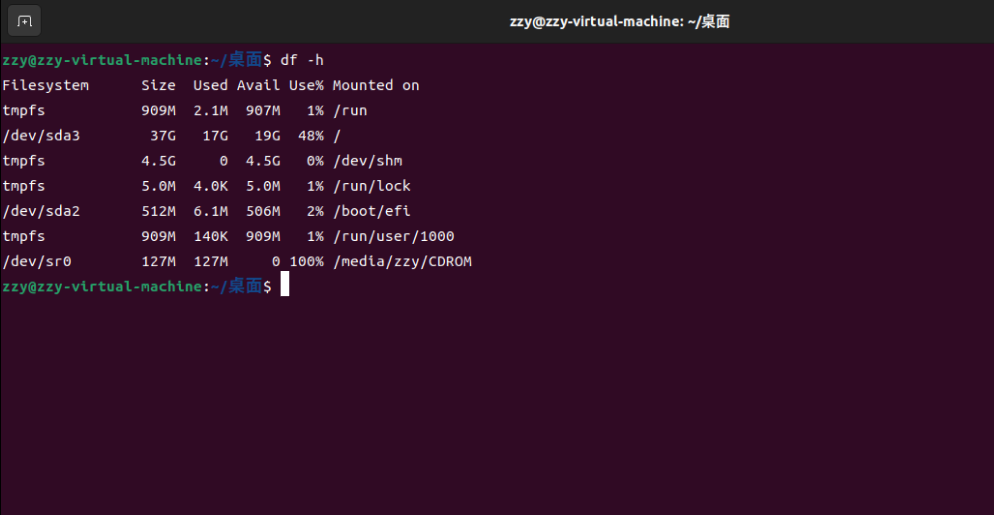 zzy@zzy-virtual-machine: ~/桌面
zzy@zzy-virtual-machine:~/桌面$ df -h
Filesystem      Size  Used Avail Use% Mounted on
tmpfs           909M  2.1M  907M   1% /run
/dev/sda3        37G   17G   19G  48% /
tmpfs           4.5G     0  4.5G   0% /dev/shm
tmpfs           5.0M  4.0K  5.0M   1% /run/lock
/dev/sda2       512M  6.1M  506M   2% /boot/efi
tmpfs           909M  140K  909M   1% /run/user/1000
/dev/sr0        127M  127M     0 100% /media/zzy/CDROM
zzy@zzy-virtual-machine:~/桌面$